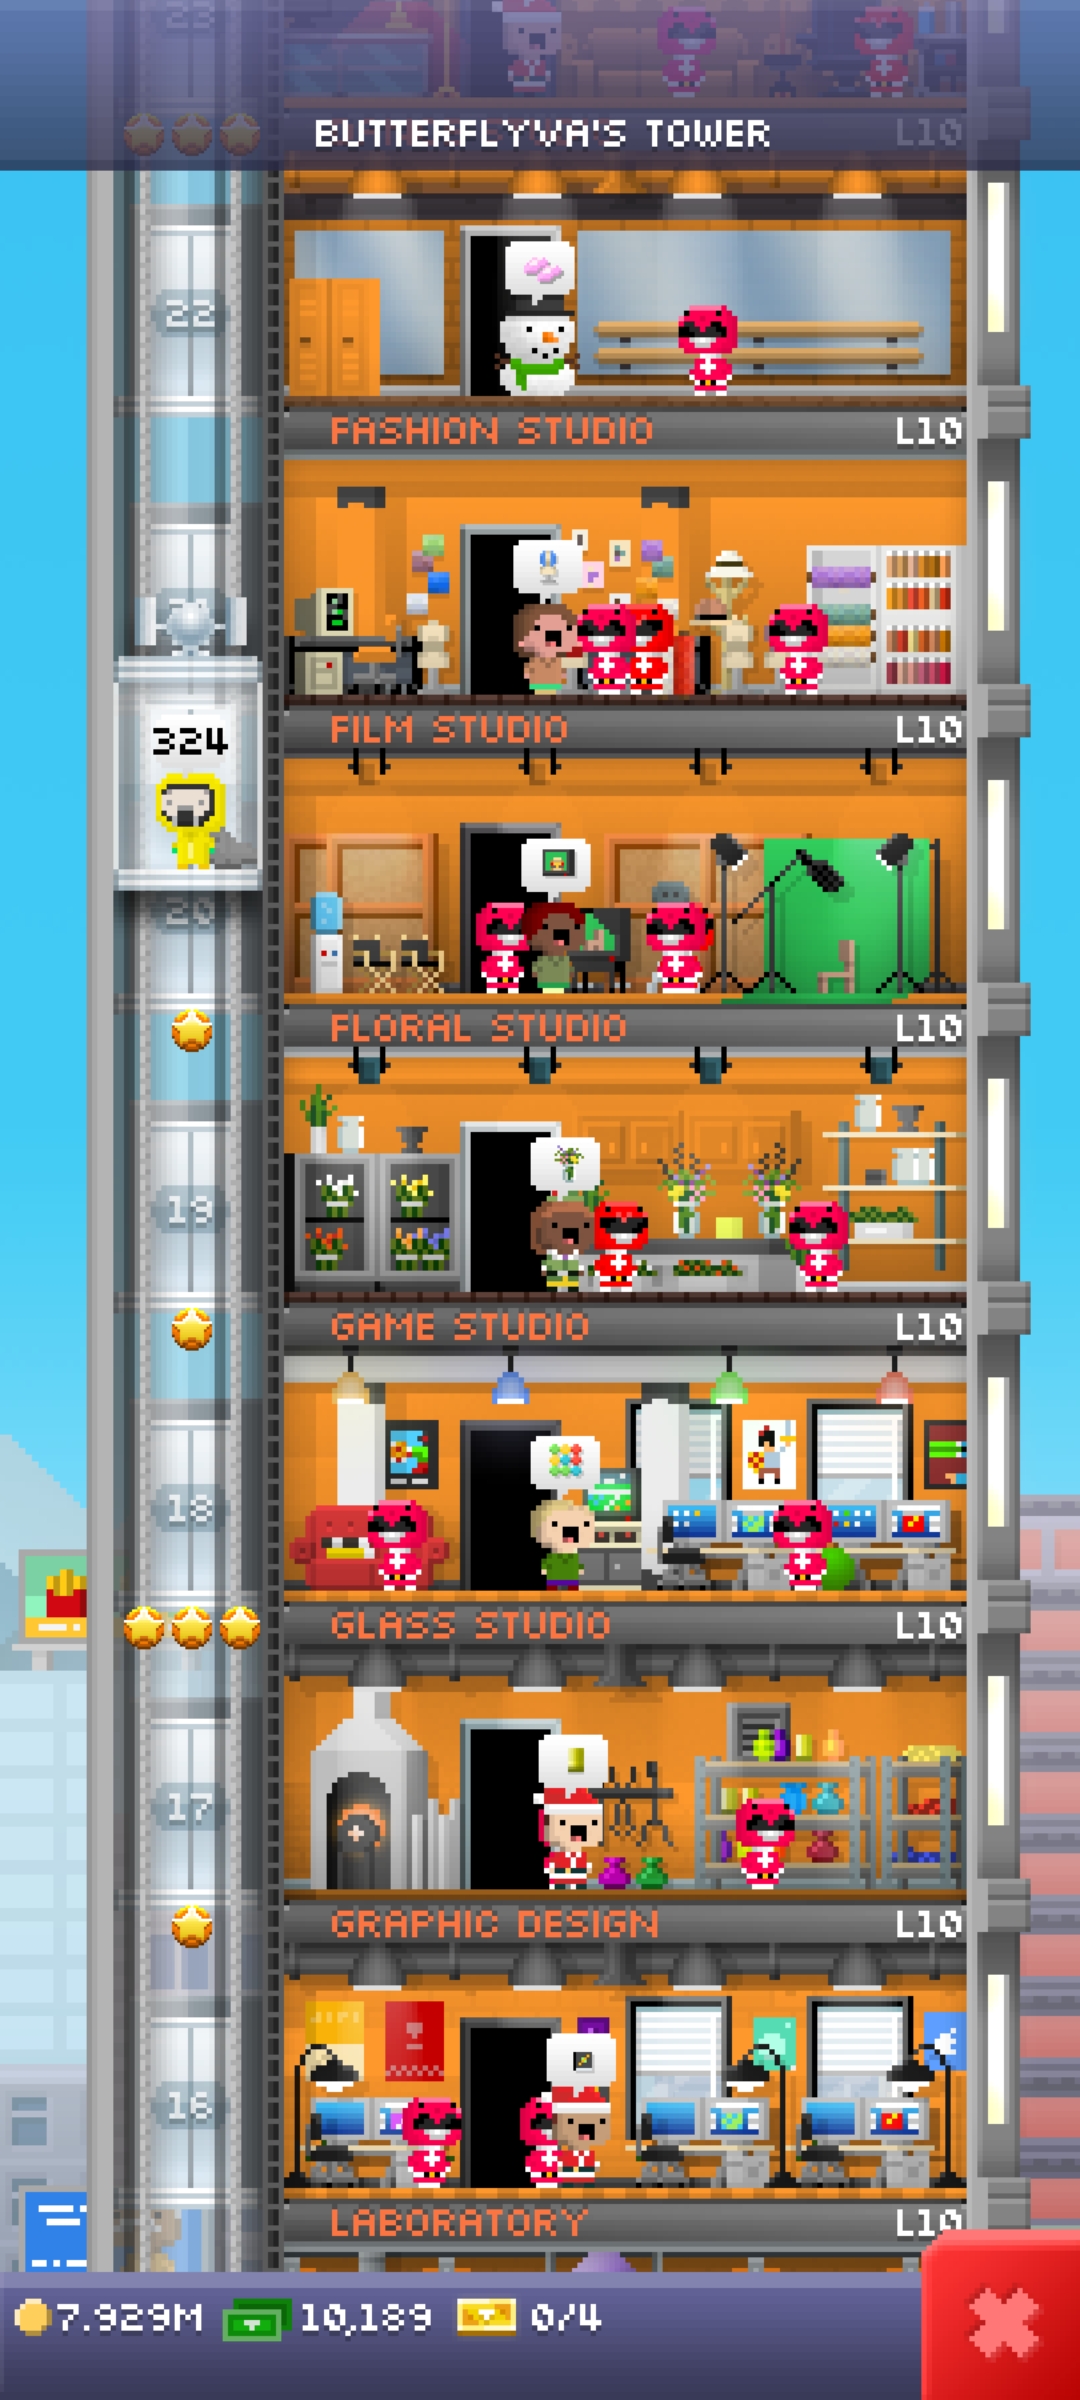 23
BUTTERFLYVA'S TOWER
L10
22
FASHION STUDIO L10
324
FILM STUDIO L10
20
FLORAL STUDIO L10
19
GAME STUDIO L10
18
GLASS STUDIO L10
17
GRAPHIC DESIGN L10
16
LABORATORY L10
7.929M 10,189 0/4